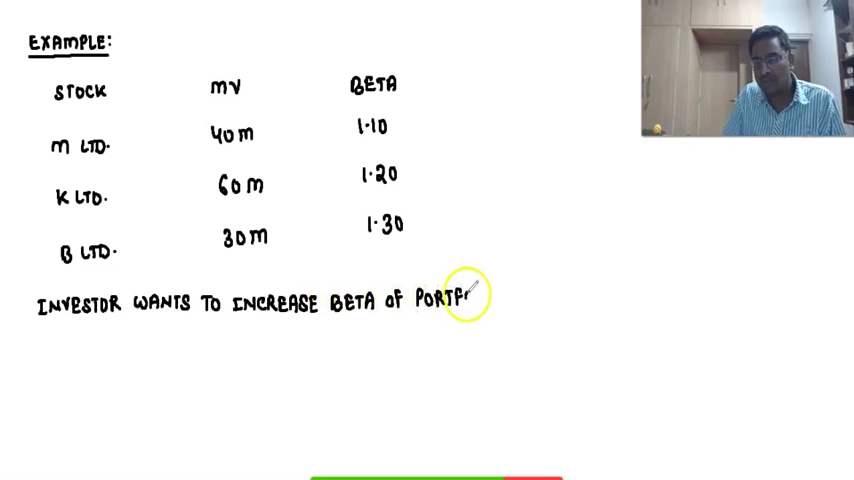 EXAMPLE:
STOCK MV BETA
M LTD. 40M 1.10
K LTD. 60M 1.20
B LTD. 30M 1.30
INVESTOR WANTS TO INCREASE BETA OF PORTF